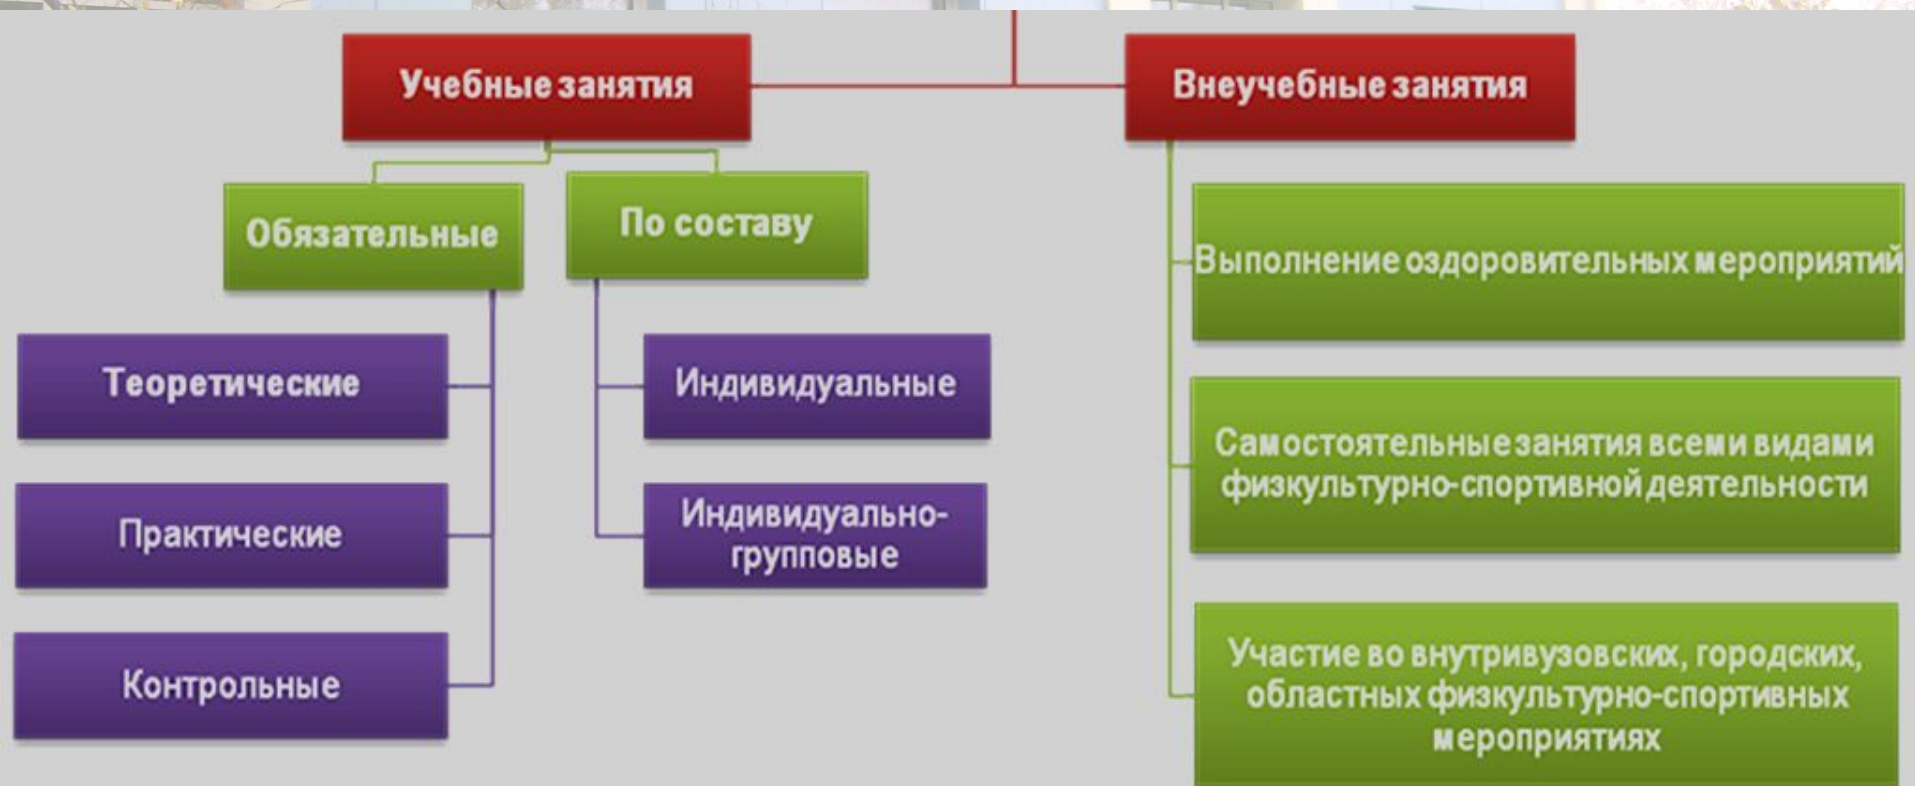 Учебные занятия
Внеучебные занятия
Обязательные
По составу
Теоретические
Практические
Контрольные
Индивидуальные
Индивидуально-
групповые
Выполнение оздоровительных мероприятий
Самостоятельные занятия всеми видами
физкультурно-спортивной деятельности
Участие во внутривузовских, городских,
областных физкультурно-спортивных
мероприятиях